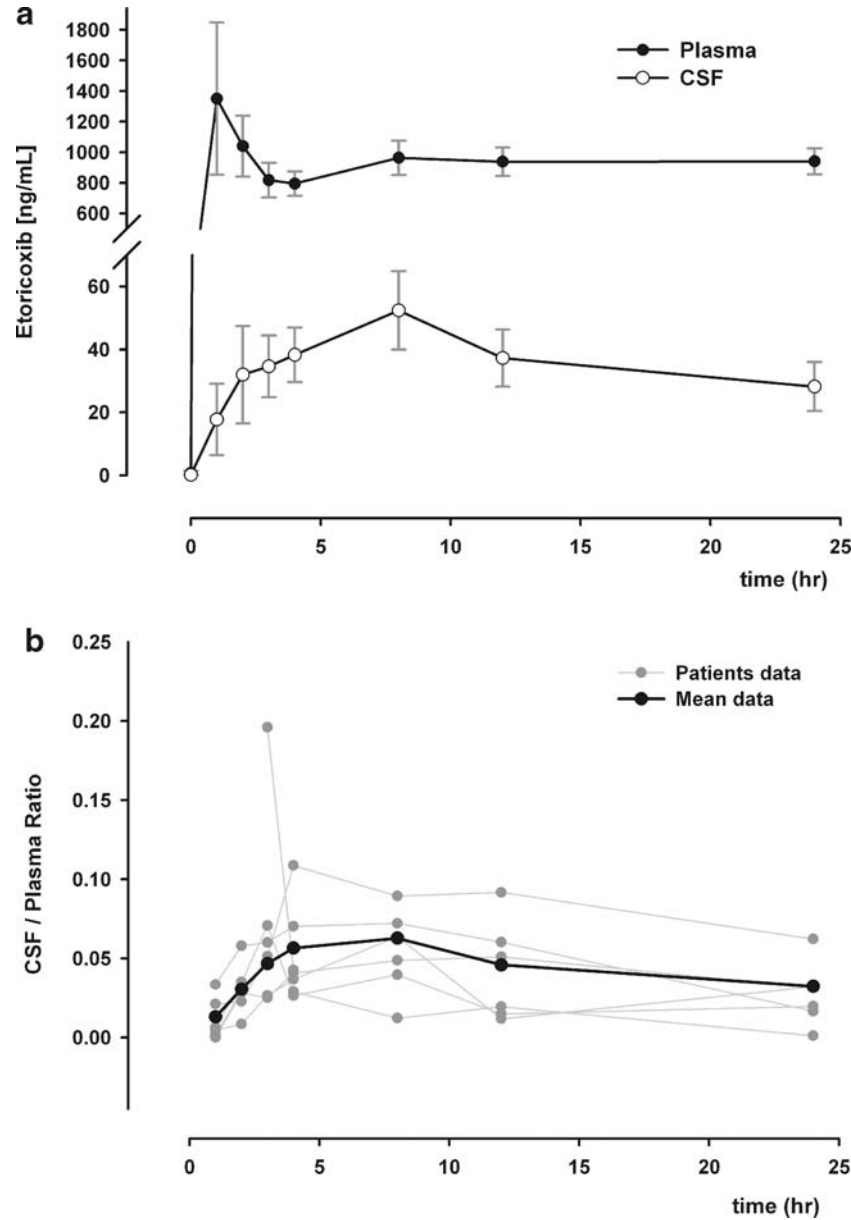 a
Etoricoxib [ng/mL]
1800
1600
1400
1200
1000
800
600
60
40
20
0
Plasma
CSF
0 5 10 15 20 25
time (hr)
b
CSF / Plasma Ratio
0.25
0.20
0.15
0.10
0.05
0.00
Patients data
Mean data
0 5 10 15 20 25
time (hr)